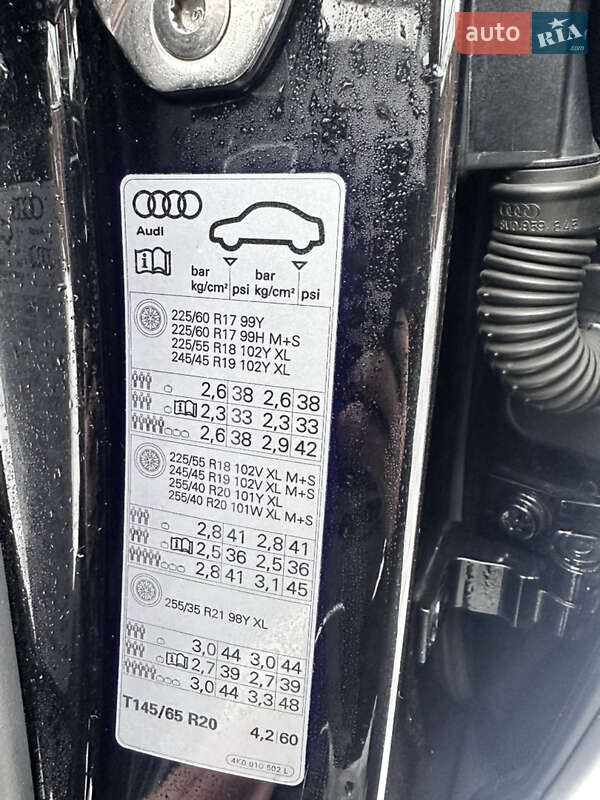 auto RIA .com
Audi
i
bar bar
kg/cm² psi kg/cm² psi
225/60 R17 99Y
225/60 R17 99H M+S
225/55 R18 102Y XL
245/45 R19 102Y XL
2,6 38 2,6 38
i 2,3 33 2,3 33
2,6 38 2,9 42
225/55 R18 102V XL M+S
245/45 R19 102V XL M+S
255/40 R20 101Y XL
255/40 R20 101W XL M+S
2,8 41 2,8 41
i 2,5 36 2,5 36
2,8 41 3,1 45
255/35 R21 98Y XL
3,0 44 3,0 44
i 2,7 39 2,7 39
3,0 44 3,3 48
T145/65 R20 4,2 60
4K0 010 502 L